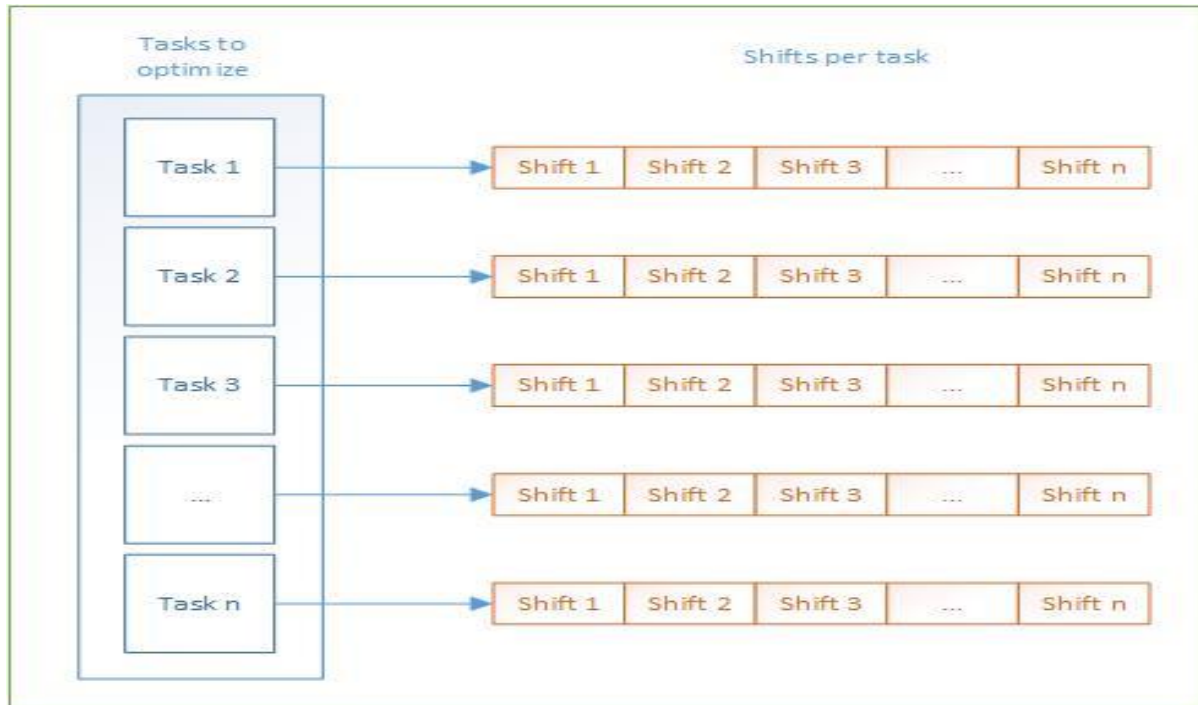 Tasks to
optimize
Shifts per task
Task 1
Shift 1 Shift 2 Shift 3 ... Shift n
Task 2
Shift 1 Shift 2 Shift 3 ... Shift n
Task 3
Shift 1 Shift 2 Shift 3 ... Shift n
...
Shift 1 Shift 2 Shift 3 ... Shift n
Task n
Shift 1 Shift 2 Shift 3 ... Shift n